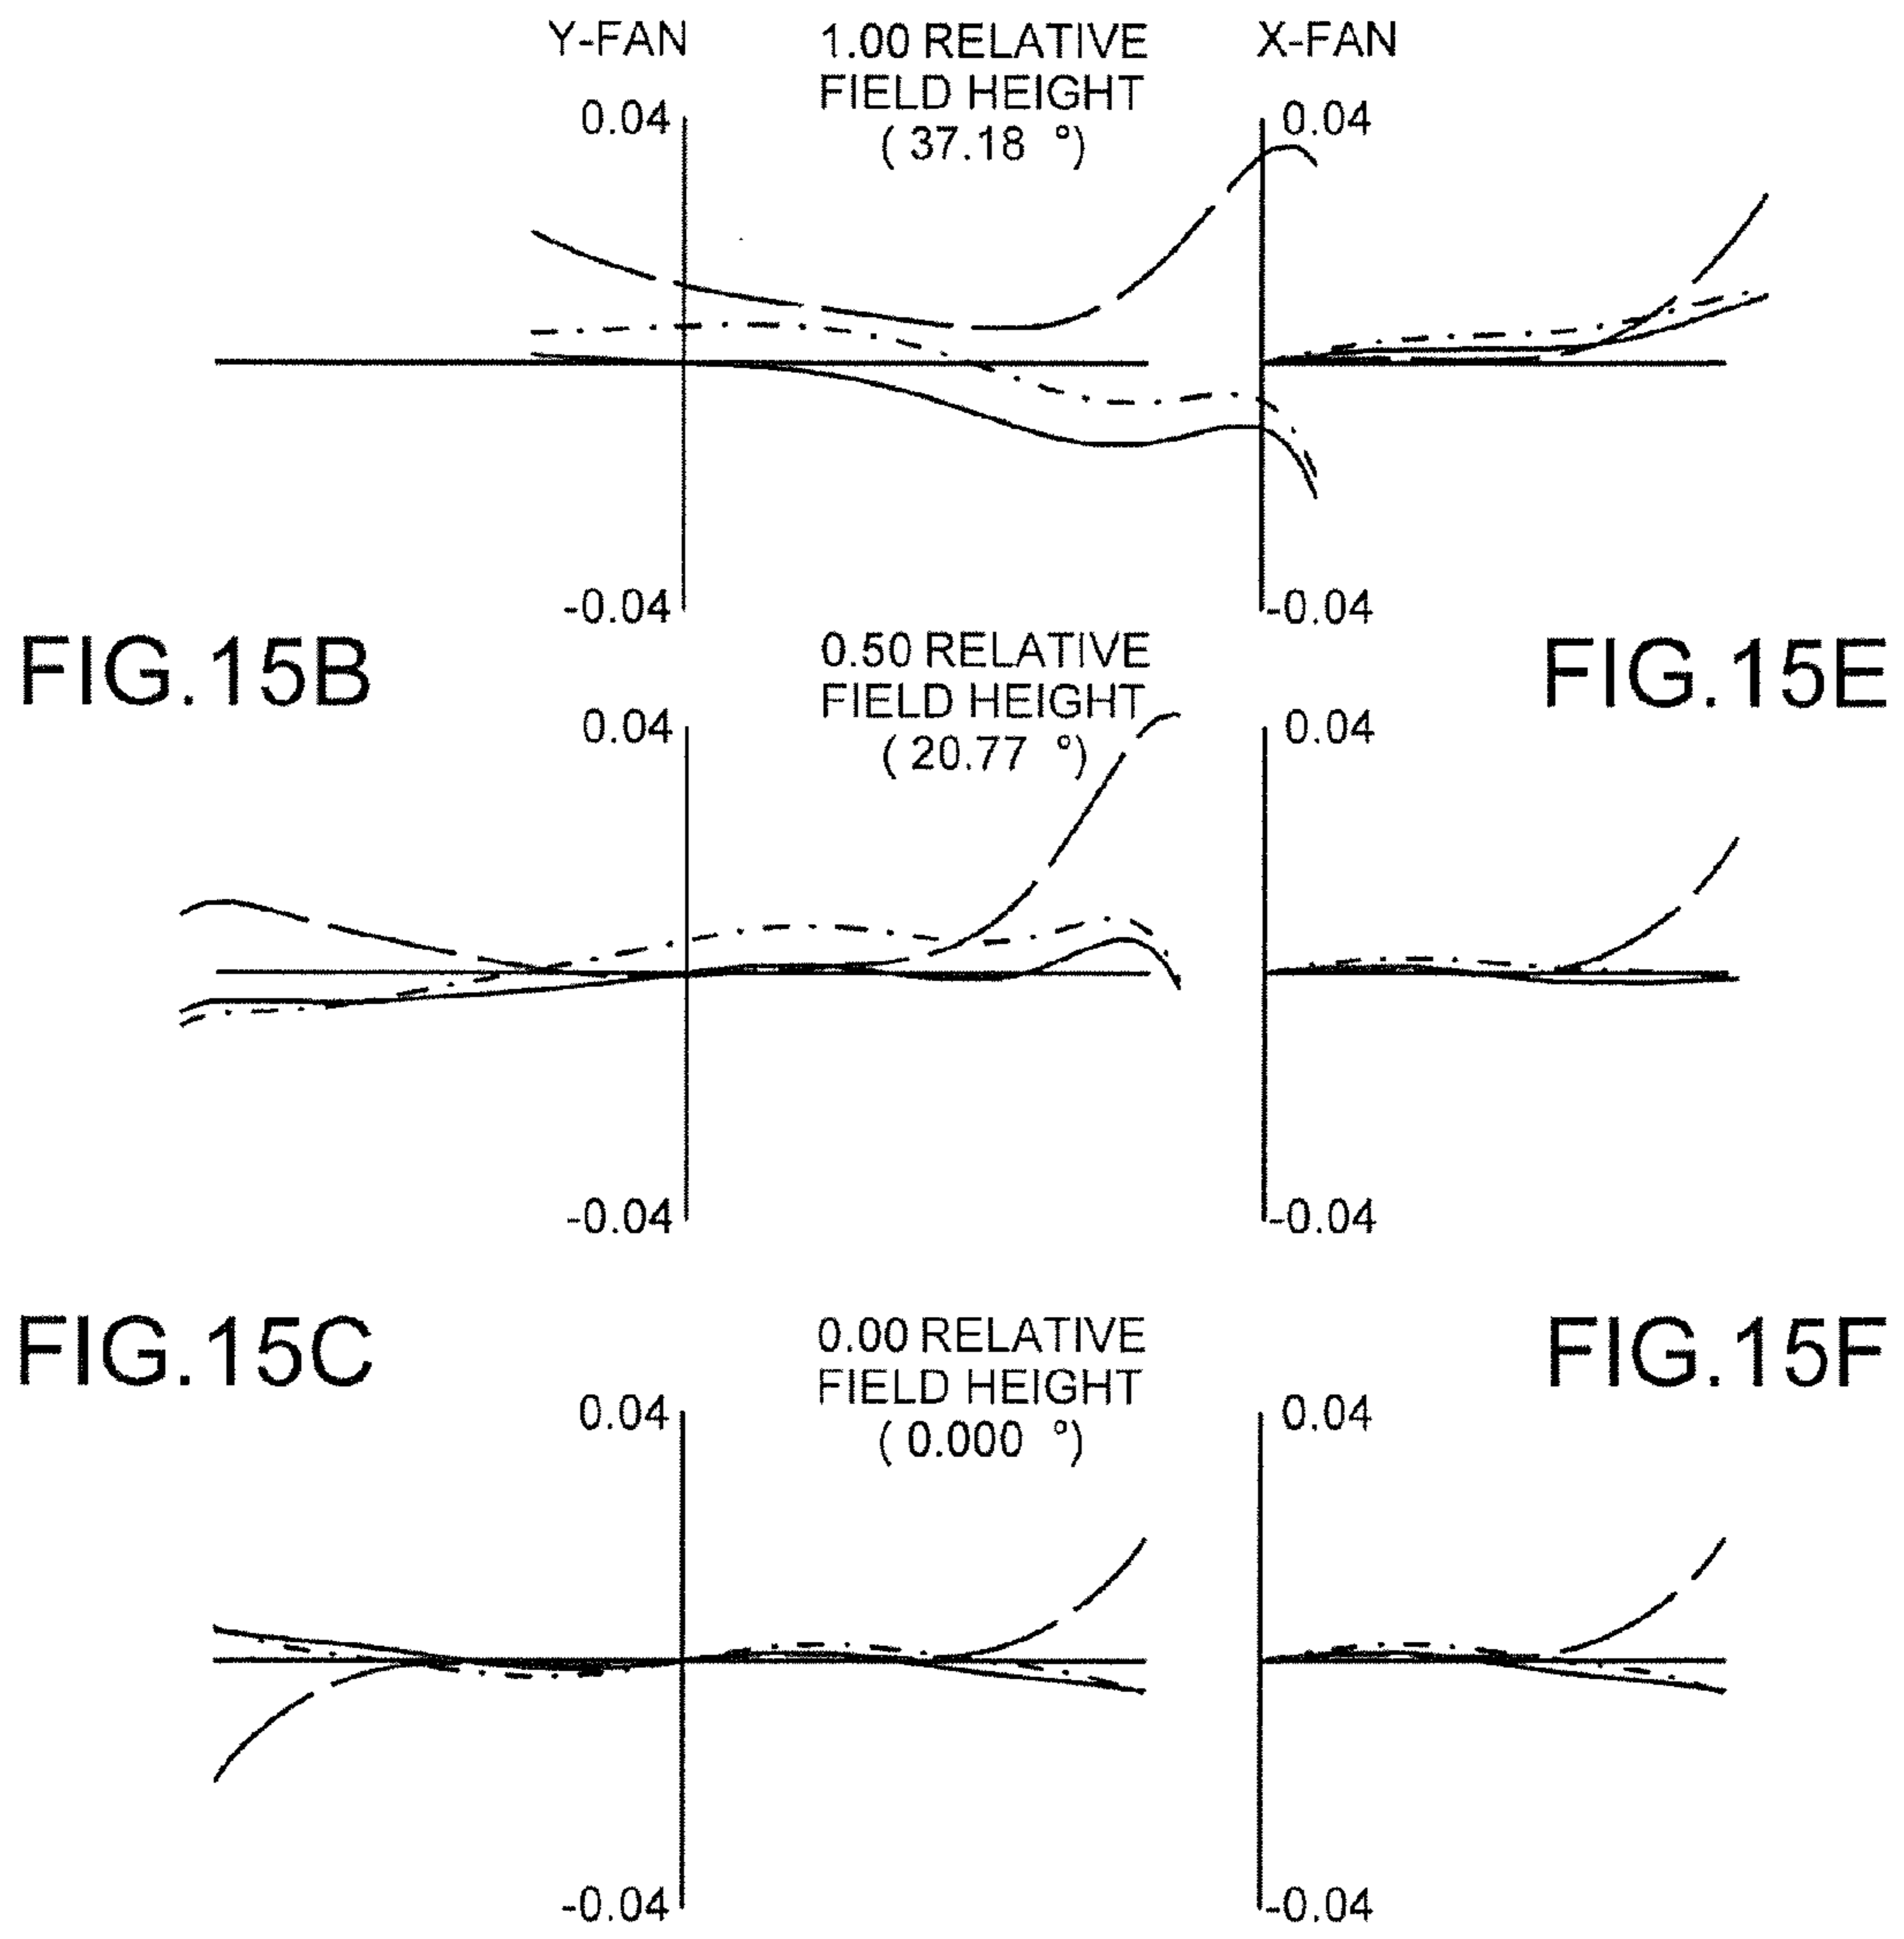 Y-FAN
1.00 RELATIVE
FIELD HEIGHT
( 37.18 °)
X-FAN
0.04
0.04
-0.04
-0.04
FIG.15B
0.50 RELATIVE
FIELD HEIGHT
( 20.77 °)
FIG.15E
0.04
0.04
-0.04
-0.04
FIG.15C
0.00 RELATIVE
FIELD HEIGHT
( 0.000 °)
FIG.15F
0.04
0.04
-0.04
-0.04